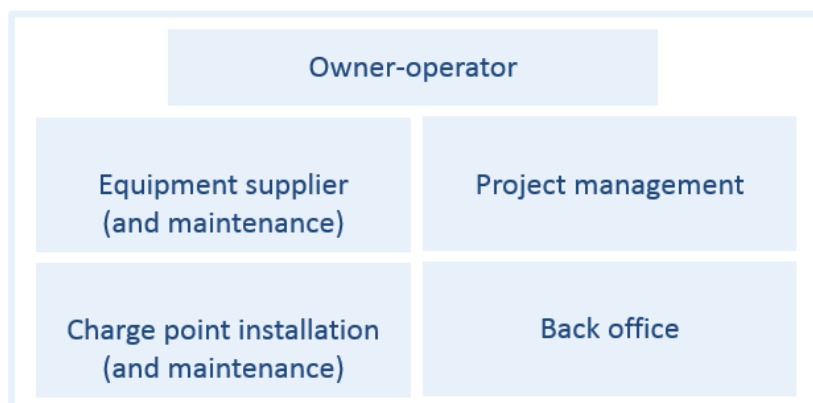 Owner-operator
Equipment supplier
(and maintenance)
Project management
Charge point installation
(and maintenance)
Back office